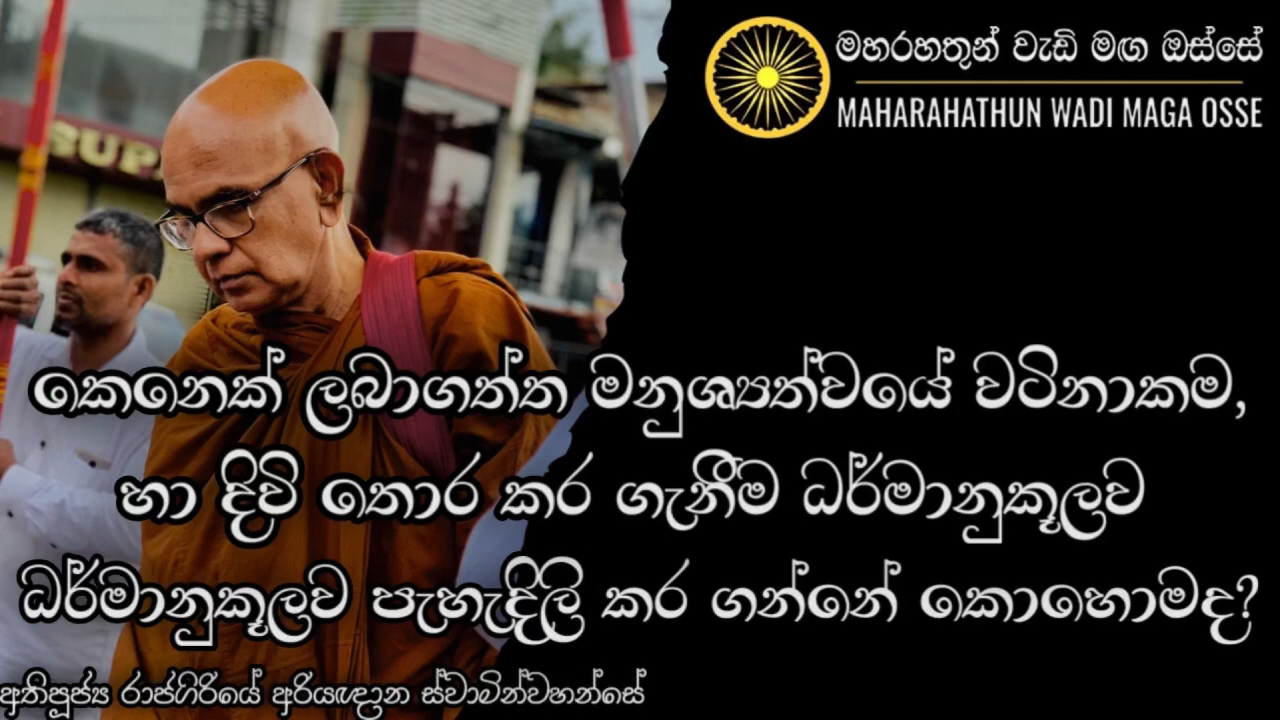 මහරහතුන් වැඩි මඟ ඔස්සේ
MAHARAHATHUN WADI MAGA OSSE
SUP
කෙනෙක් ලබාගත්ත මනුශ්‍යත්වයේ වටිනාකම,
හා දිවි තොර කර ගැනීම ධර්මානුකූලව
ධර්මානුකූලව පැහැදිලි කර ගන්නේ කොහොමද?
අතිපූජ්‍ය රාජගිරියේ අරියඥාන ස්වාමින්වහන්සේ